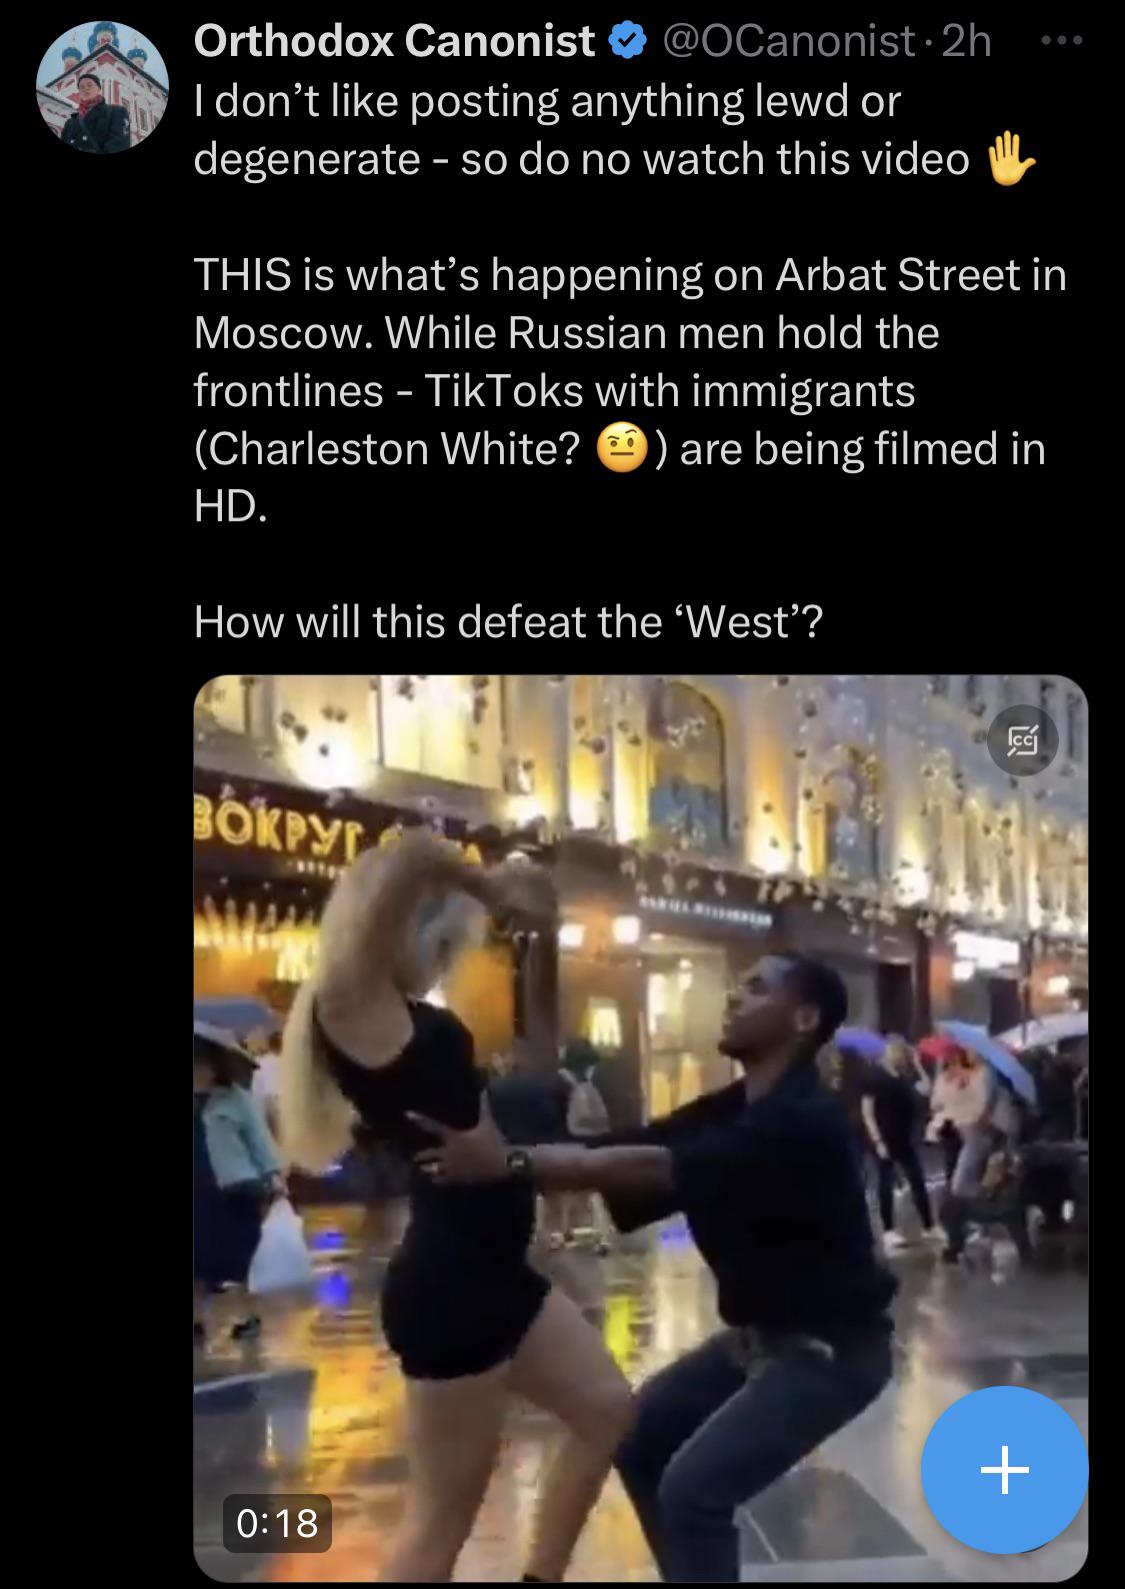 Orthodox Canonist @OCanonist · 2h
I don’t like posting anything lewd or
degenerate - so do no watch this video ✋
THIS is what’s happening on Arbat Street in
Moscow. While Russian men hold the
frontlines - TikToks with immigrants
(Charleston White? 🤨) are being filmed in
HD.
How will this defeat the ‘West’?
CC
ВОКРУГ
0:18